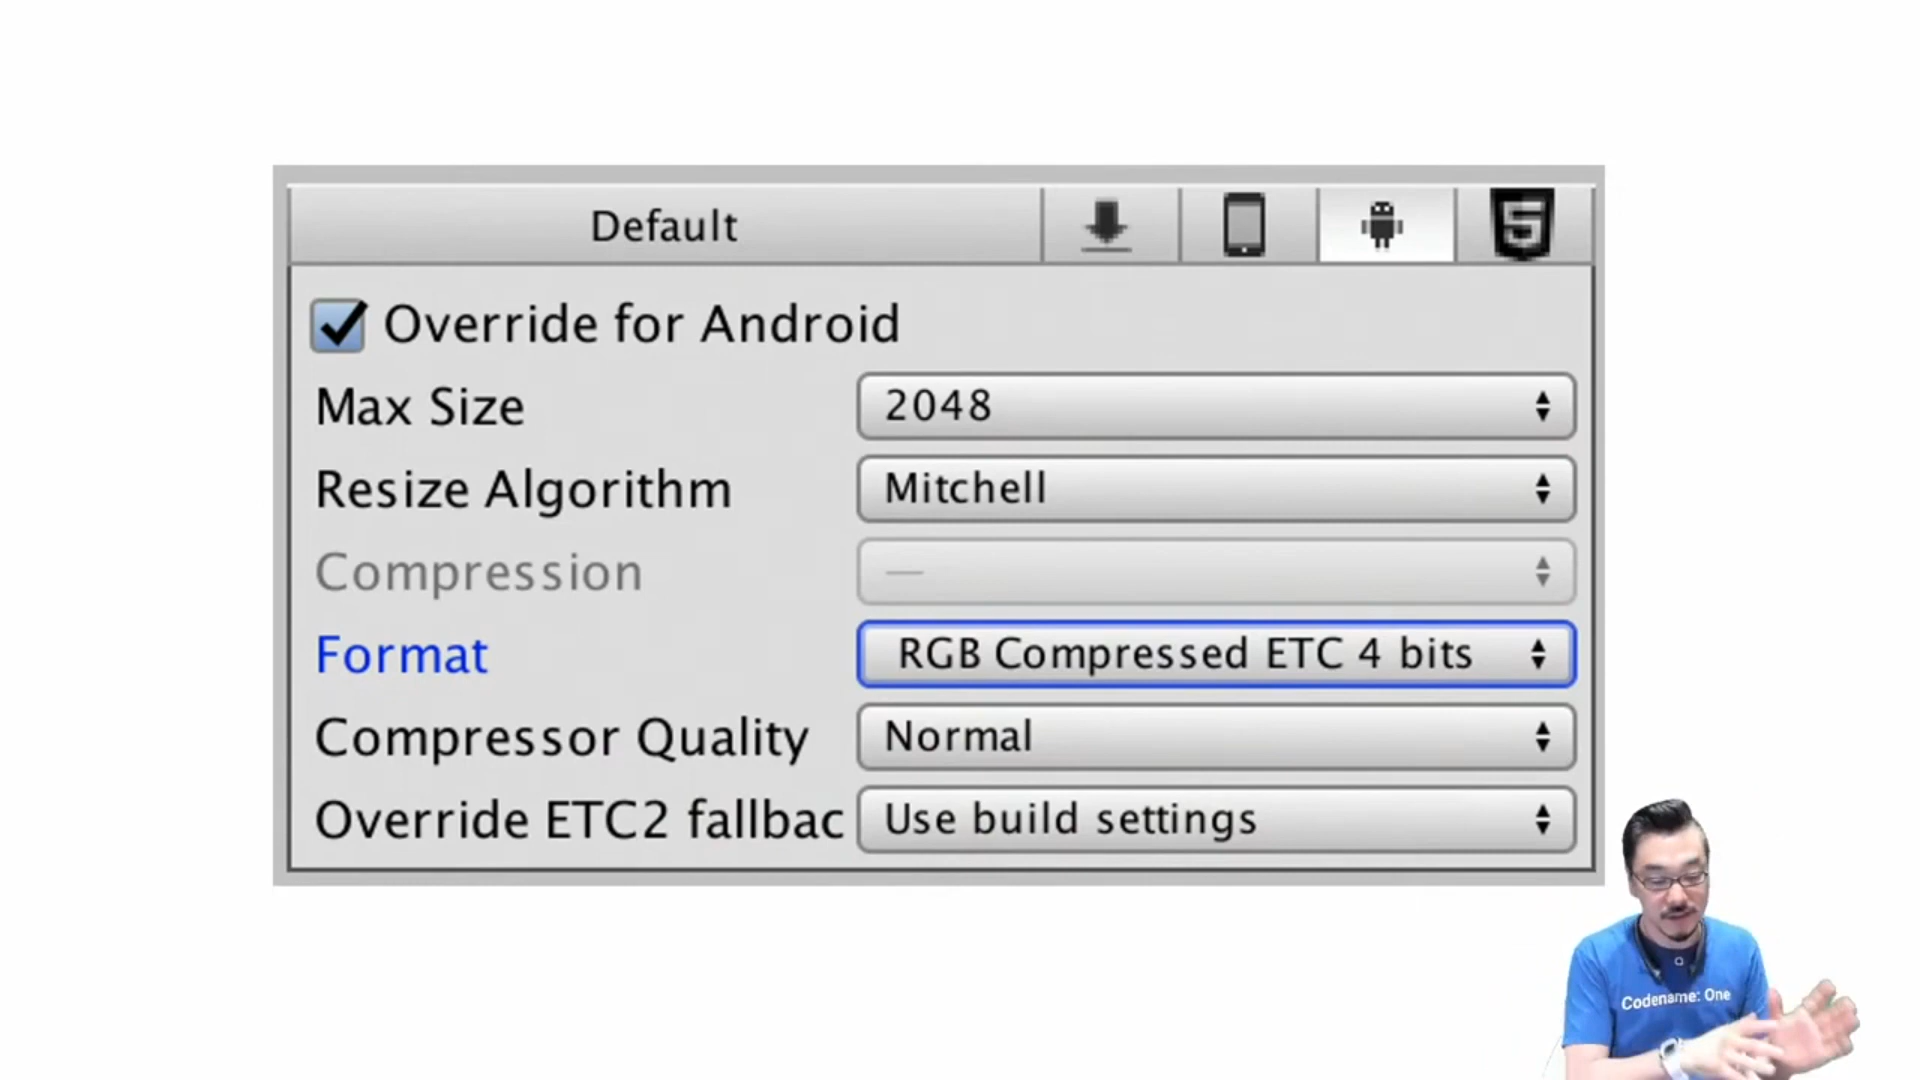 Default
Override for Android
Max Size 2048
Resize Algorithm Mitchell
Compression —
Format RGB Compressed ETC 4 bits
Compressor Quality Normal
Override ETC2 fallbac Use build settings
Codename: One